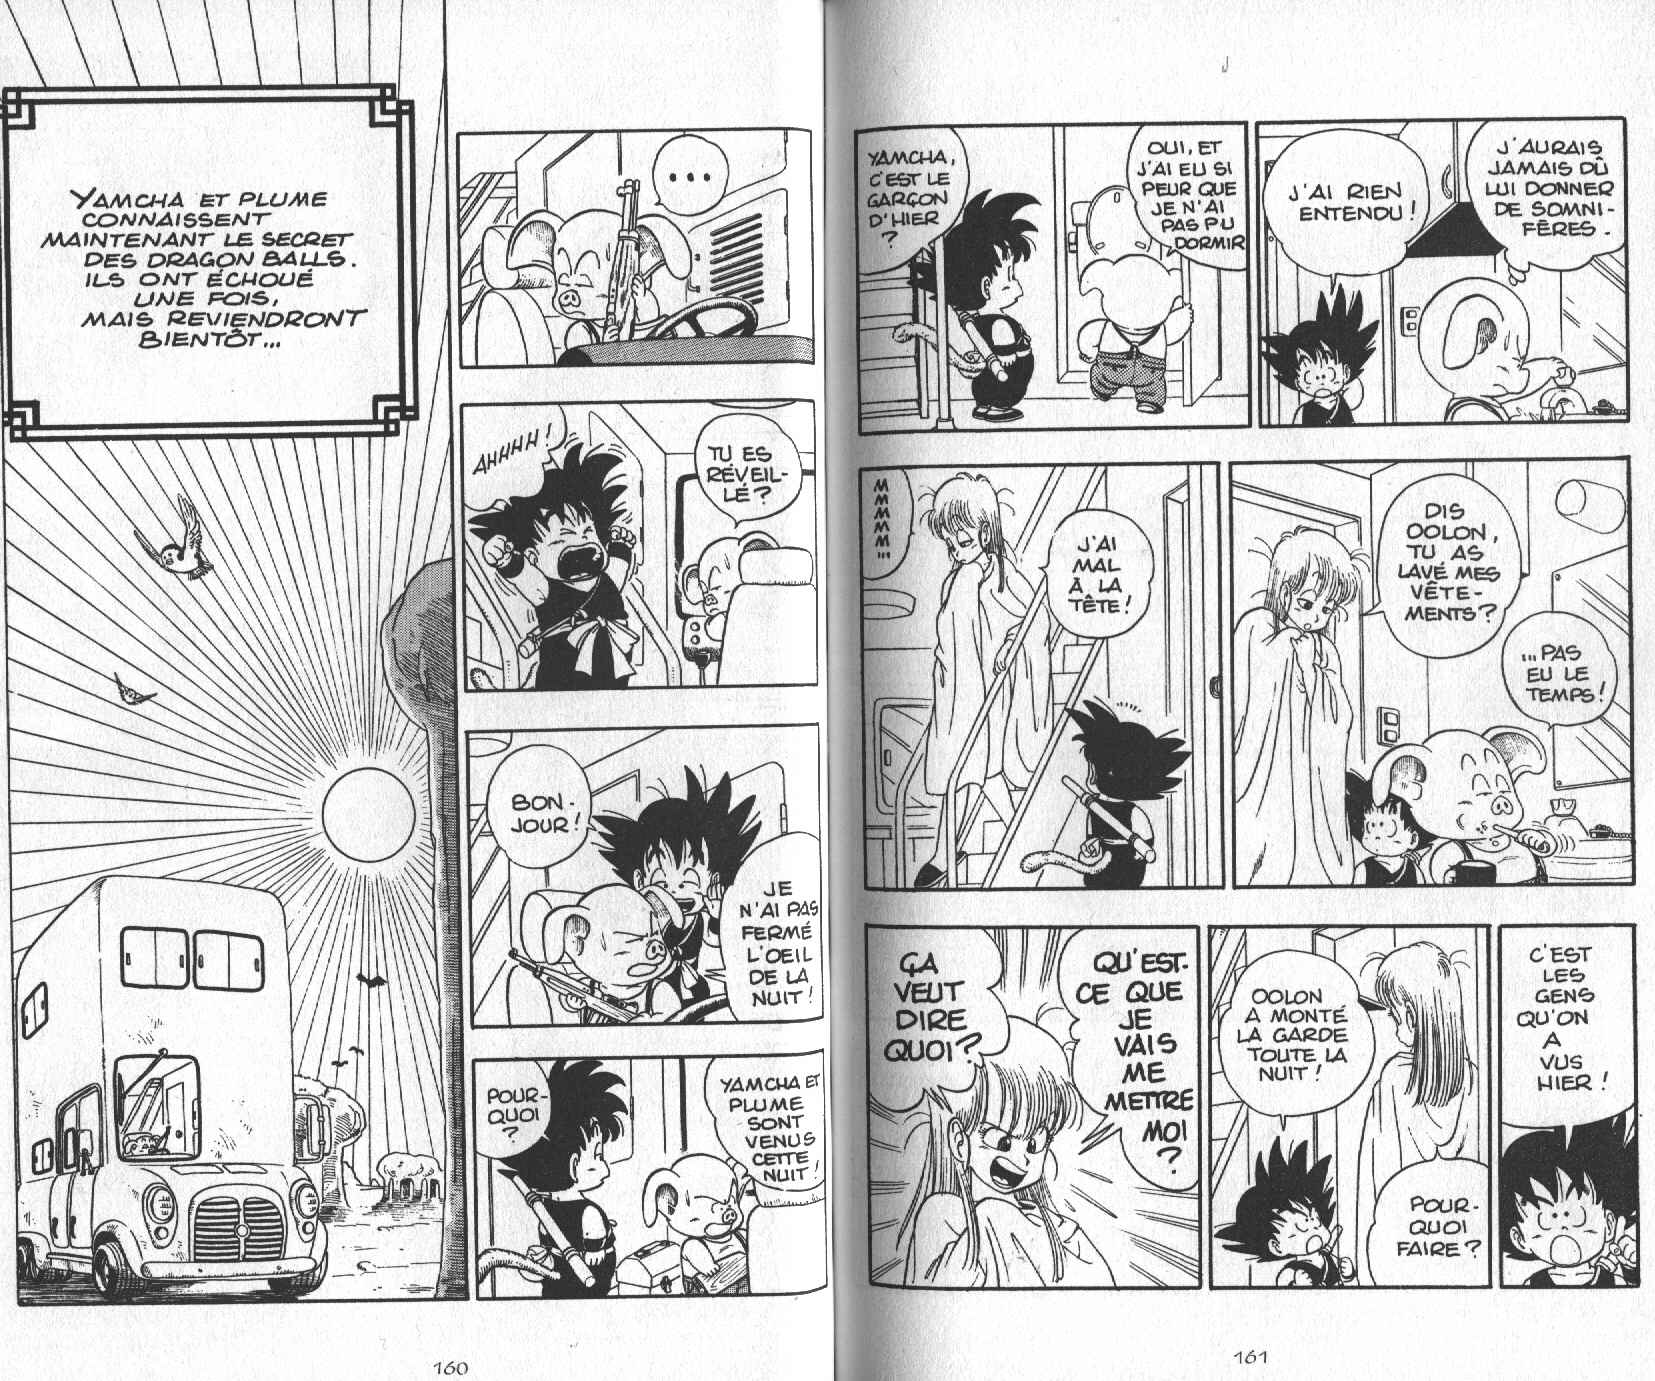 YAMCHA ET PLUME
CONNAISSENT
MAINTENANT LE SECRET
DES DRAGON BALLS.
ILS ONT ÉCHOUÉ
UNE FOIS,
MAIS REVIENDRONT
BIENTÔT...
...
AHHHH!
TU ES
RÉVEIL-
LÉ?
BON-
JOUR!
JE
N'AI PAS
FERMÉ
L'OEIL
DE LA
NUIT!
POUR-
QUOI
?
YAMCHA ET
PLUME
SONT
VENUS
CETTE
NUIT!
160
YAMCHA,
C'EST LE
GARÇON
D'HIER
?
OUI, ET
J'AI EU SI
PEUR QUE
JE N'AI
PAS PU
DORMIR
J'AI RIEN
ENTENDU!
J'AURAIS
JAMAIS DÛ
LUI DONNER
DE SOMNI-
FÈRES.
MMMMM...
J'AI
MAL
À LA
TÊTE!
DIS
OOLON,
TU AS
LAVÉ MES
VÊTE-
MENTS?
...PAS
EU LE
TEMPS!
ÇA
VEUT
DIRE
QUOI?
QU'EST-
CE QUE
JE
VAIS
ME
METTRE
MOI
?
OOLON
A MONTÉ
LA GARDE
TOUTE LA
NUIT!
POUR-
QUOI
FAIRE?
C'EST
LES
GENS
QU'ON
A
VUS
HIER!
161